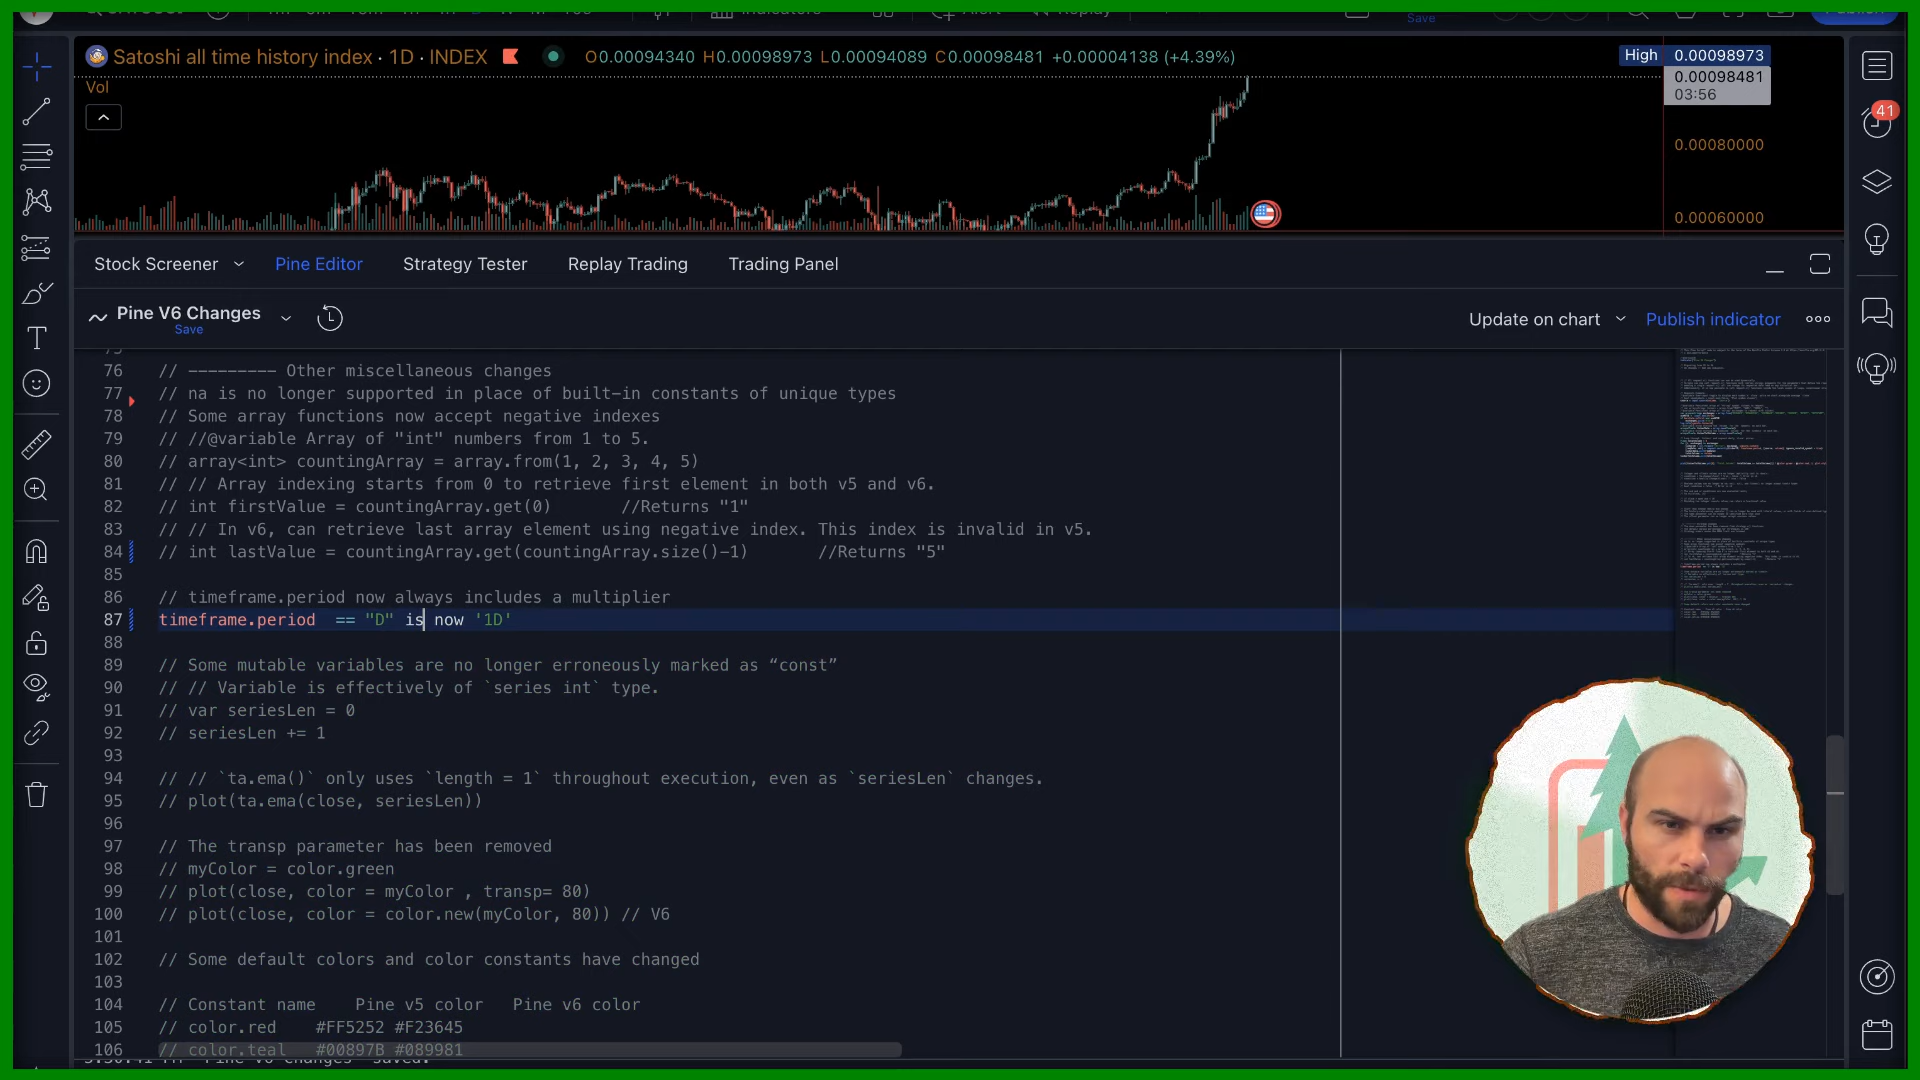 Save
Satoshi all time history index · 1D · INDEX
O0.00094340 H0.00098973 L0.00094089 C0.00098481 +0.00004138 (+4.39%)
High 0.00098973
0.00098481
03:56
Vol
41
0.00080000
0.00060000
Stock Screener Pine Editor Strategy Tester Replay Trading Trading Panel
Pine V6 Changes
Save
Update on chart Publish indicator
76 // --------- Other miscellaneous changes
77 // na is no longer supported in place of built-in constants of unique types
78 // Some array functions now accept negative indexes
79 // //@variable Array of "int" numbers from 1 to 5.
80 // array<int> countingArray = array.from(1, 2, 3, 4, 5)
81 // // Array indexing starts from 0 to retrieve first element in both v5 and v6.
82 // int firstValue = countingArray.get(0) //Returns "1"
83 // // In v6, can retrieve last array element using negative index. This index is invalid in v5.
84 // int lastValue = countingArray.get(countingArray.size()-1) //Returns "5"
85
86 // timeframe.period now always includes a multiplier
87 timeframe.period == "D" is now '1D'
88
89 // Some mutable variables are no longer erroneously marked as “const”
90 // // Variable is effectively of `series int` type.
91 // var seriesLen = 0
92 // seriesLen += 1
93
94 // // `ta.ema()` only uses `length = 1` throughout execution, even as `seriesLen` changes.
95 // plot(ta.ema(close, seriesLen))
96
97 // The transp parameter has been removed
98 // myColor = color.green
99 // plot(close, color = myColor , transp= 80)
100 // plot(close, color = color.new(myColor, 80)) // V6
101
102 // Some default colors and color constants have changed
103
104 // Constant name Pine v5 color Pine v6 color
105 // color.red #FF5252 #F23645
106 // color.teal #00897B #089981